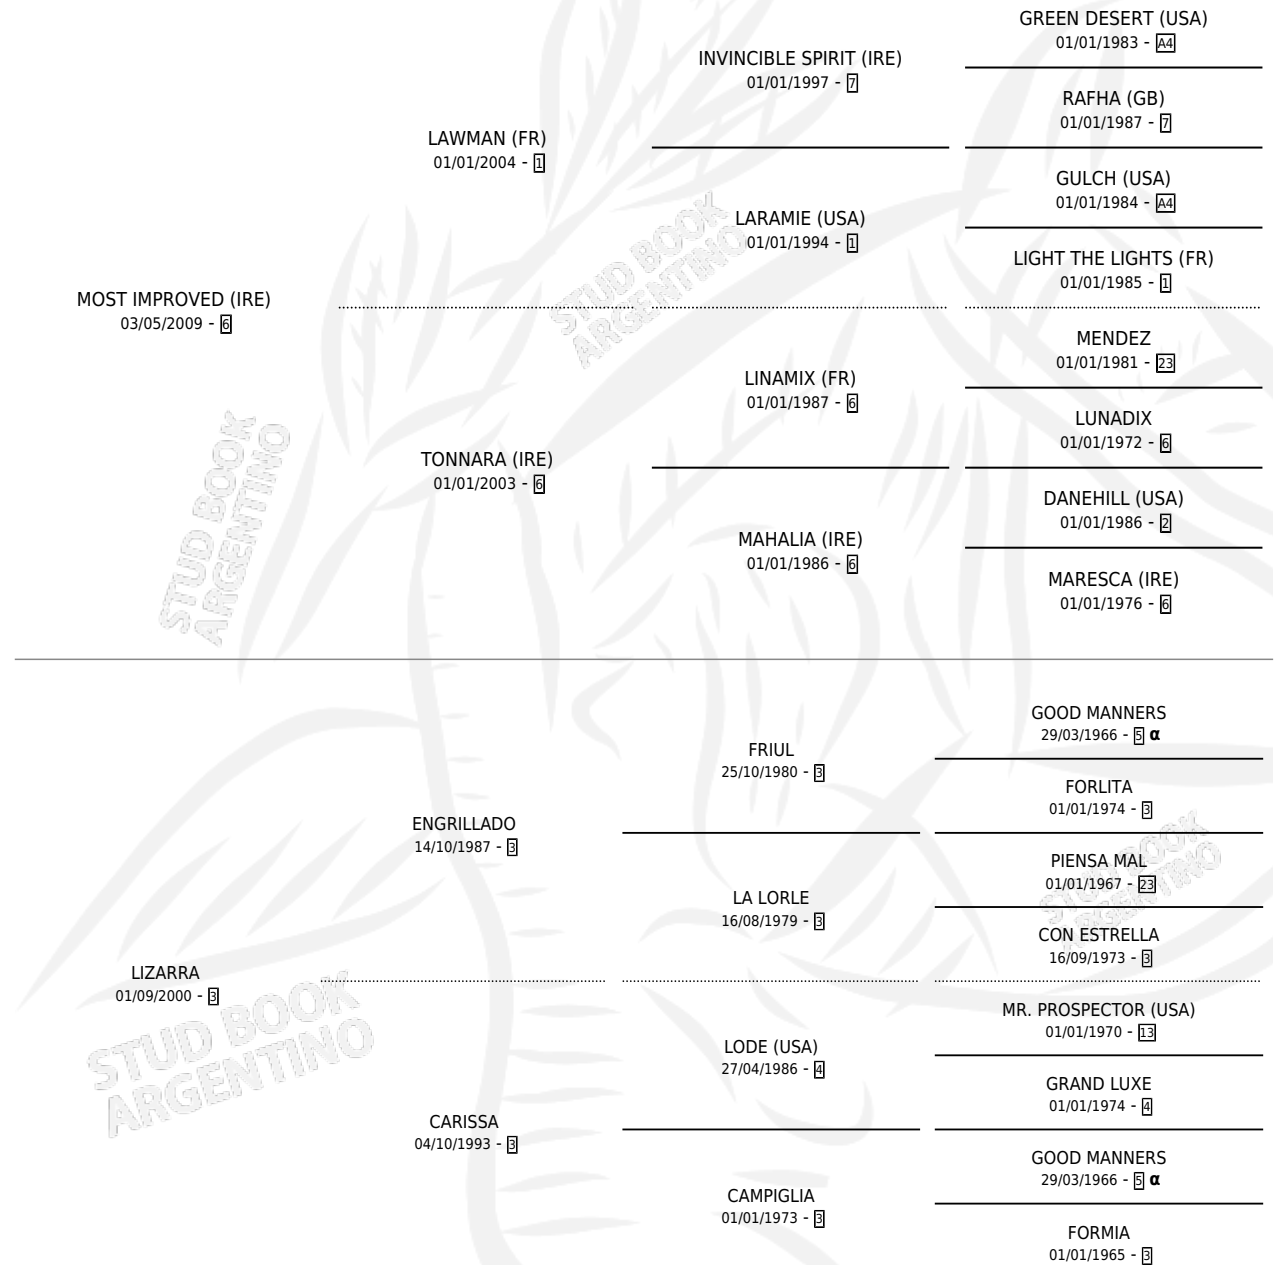 GREEN DESERT (USA)
01/01/1983 - A4
INVINCIBLE SPIRIT (IRE)
01/01/1997 - 7
RAFHA (GB)
01/01/1987 - 7
LAWMAN (FR)
01/01/2004 - 1
GULCH (USA)
01/01/1984 - A4
LARAMIE (USA)
01/01/1994 - 1
LIGHT THE LIGHTS (FR)
01/01/1985 - 1
MOST IMPROVED (IRE)
03/05/2009 - 6
MENDEZ
01/01/1981 - 23
LINAMIX (FR)
01/01/1987 - 6
LUNADIX
01/01/1972 - 6
TONNARA (IRE)
01/01/2003 - 6
DANEHILL (USA)
01/01/1986 - 2
MAHALIA (IRE)
01/01/1986 - 6
MARESCA (IRE)
01/01/1976 - 6
STUD BOOK
ARGENTINO
STUD BOOK
ARGENTINO
GOOD MANNERS
29/03/1966 - 5 α
FRIUL
25/10/1980 - 3
FORLITA
01/01/1974 - 3
ENGRILLADO
14/10/1987 - 3
PIENSA MAL
01/01/1967 - 23
LA LORLE
16/08/1979 - 3
CON ESTRELLA
16/09/1973 - 3
LIZARRA
01/09/2000 - 3
MR. PROSPECTOR (USA)
01/01/1970 - 13
LODE (USA)
27/04/1986 - 4
GRAND LUXE
01/01/1974 - 4
CARISSA
04/10/1993 - 3
GOOD MANNERS
29/03/1966 - 5 α
CAMPIGLIA
01/01/1973 - 3
FORMIA
01/01/1965 - 3
STUD BOOK
ARGENTINO
STUD BOOK
ARGENTINO